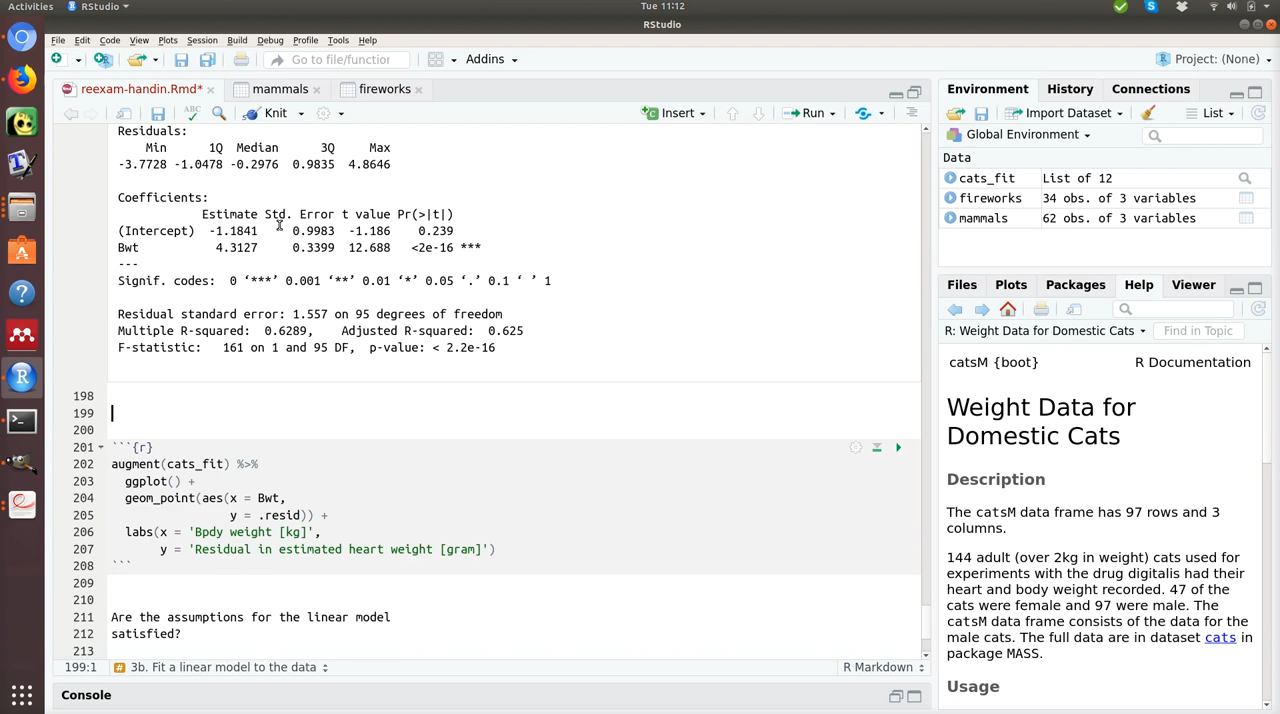 Activities RStudio Tue 11:12
RStudio
File Edit Code View Plots Session Build Debug Profile Tools Help
Go to file/function Addins Project: (None)
reexam-handin.Rmd* mammals fireworks
ABC Knit Insert Run
Residuals:
Min 1Q Median 3Q Max
-3.7728 -1.0478 -0.2976 0.9835 4.8646
Coefficients:
Estimate Std. Error t value Pr(>|t|)
(Intercept) -1.1841 0.9983 -1.186 0.239
Bwt 4.3127 0.3399 12.688 <2e-16 ***
---
Signif. codes: 0 ‘***’ 0.001 ‘**’ 0.01 ‘*’ 0.05 ‘.’ 0.1 ‘ ’ 1
Residual standard error: 1.557 on 95 degrees of freedom
Multiple R-squared: 0.6289, Adjusted R-squared: 0.625
F-statistic: 161 on 1 and 95 DF, p-value: < 2.2e-16
198
199
200
201 ```{r}
202 augment(cats_fit) %>%
203 ggplot() +
204 geom_point(aes(x = Bwt,
205 y = .resid)) +
206 labs(x = 'Bpdy weight [kg]',
207 y = 'Residual in estimated heart weight [gram]')
208 ```
209
210
211 Are the assumptions for the linear model
212 satisfied?
213
199:1 3b. Fit a linear model to the data R Markdown
Console
Environment History Connections
Import Dataset List
Global Environment
Data
cats_fit List of 12
fireworks 34 obs. of 3 variables
mammals 62 obs. of 3 variables
Files Plots Packages Help Viewer
R: Weight Data for Domestic Cats Find in Topic
catsM {boot} R Documentation
Weight Data for
Domestic Cats
Description
The catsM data frame has 97 rows and 3
columns.
144 adult (over 2kg in weight) cats used for
experiments with the drug digitalis had their
heart and body weight recorded. 47 of the
cats were female and 97 were male. The
catsM data frame consists of the data for the
male cats. The full data are in dataset cats in
package MASS.
Usage